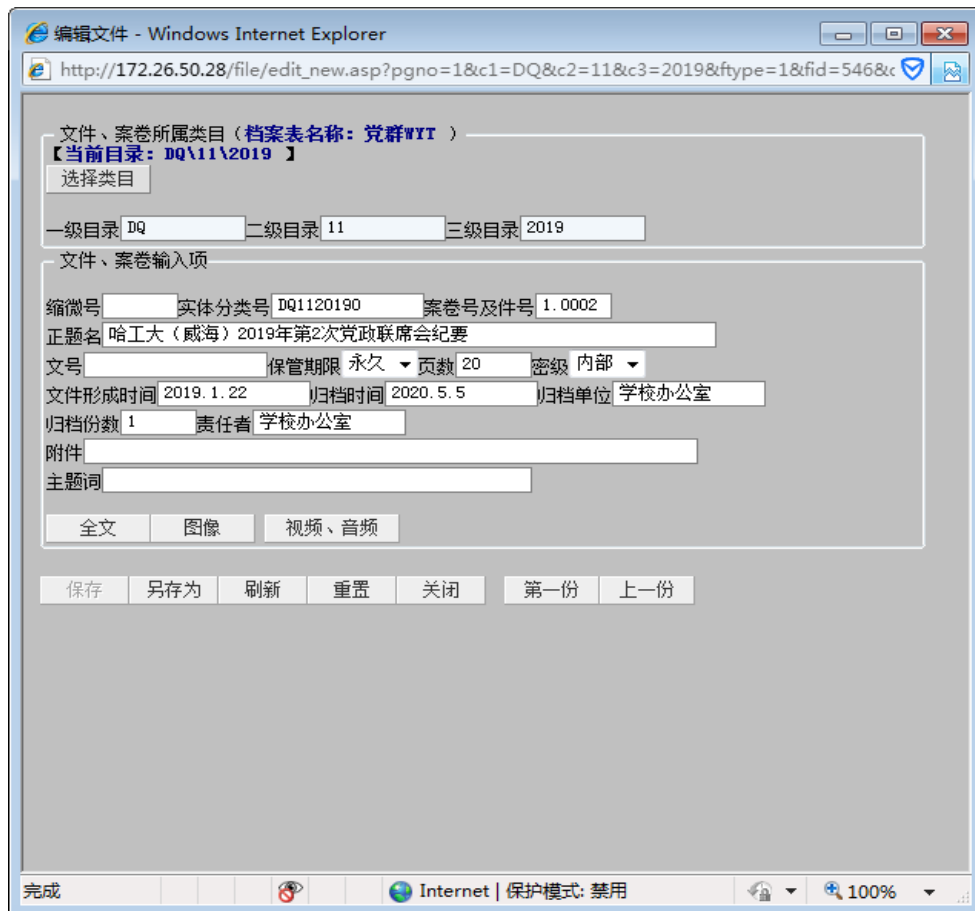 编辑文件 - Windows Internet Explorer
http://172.26.50.28/file/edit_new.asp?pgno=1&c1=DQ&c2=11&c3=2019&ftype=1&fid=546&c
文件、案卷所属类目（档案表名称：党群WYT ）
【当前目录：DQ\11\2019 】
选择类目
一级目录 DQ 二级目录 11 三级目录 2019
文件、案卷输入项
缩微号 实体分类号 DQ1120190 案卷号及件号 1.0002
正题名 哈工大（威海）2019年第2次党政联席会纪要
文号 保管期限 永久 页数 20 密级 内部
文件形成时间 2019.1.22 归档时间 2020.5.5 归档单位 学校办公室
归档份数 1 责任者 学校办公室
附件
主题词
全文 图像 视频、音频
保存 另存为 刷新 重置 关闭 第一份 上一份
完成 Internet | 保护模式: 禁用 100%